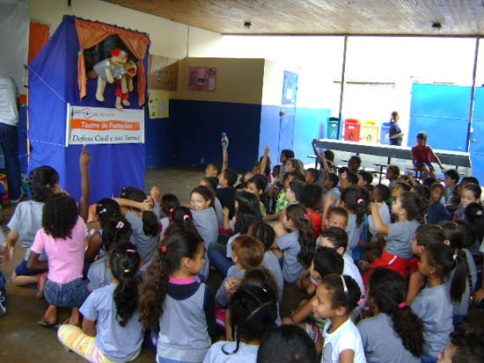 Teatro de Fantoches
Defesa Civil e sua Turma